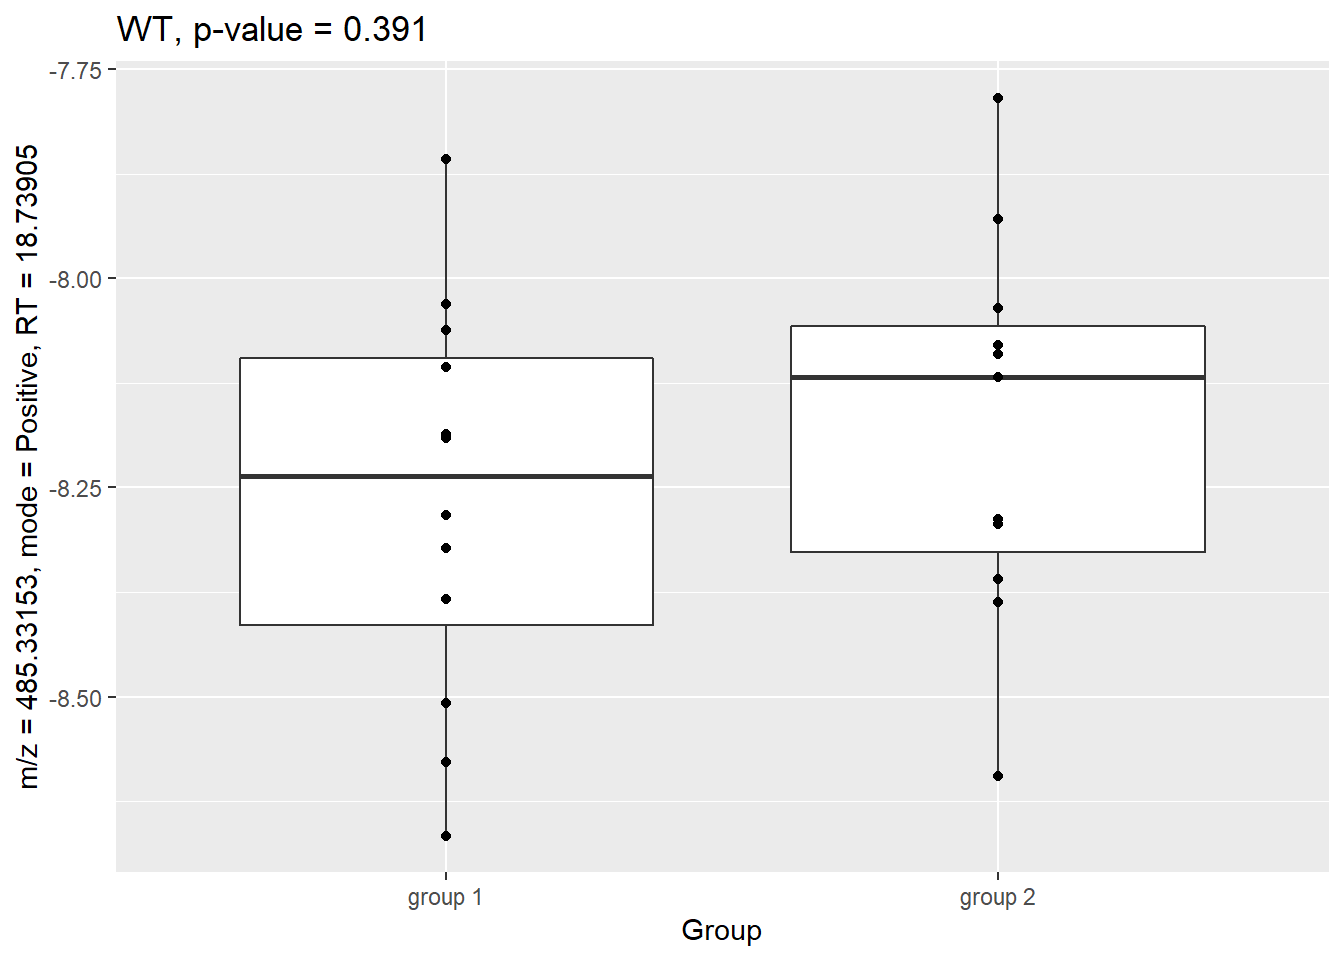 WT, p-value = 0.391
m/z = 485.33153, mode = Positive, RT = 18.73905
-7.75
-8.00
-8.25
-8.50
group 1
group 2
Group